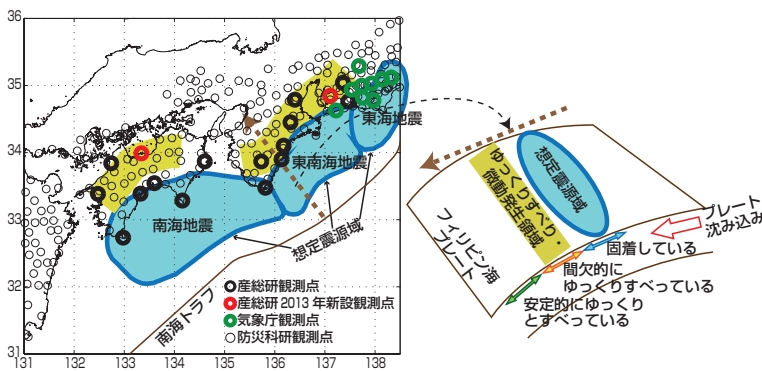 36
35
34
33
32
31
131
132
133
134
135
136
137
138
東海地震
東南海地震
南海地震
想定震源域
南海トラフ
産総研観測点
産総研 2013 年新設観測点
気象庁観測点
防災科研観測点
想定震源域
ゆっくりすべり・
微動発生領域
フィリピン海
プレート
プレート
沈み込み
固着している
間欠的に
ゆっくりすべっている
安定的にゆっくり
とすべっている